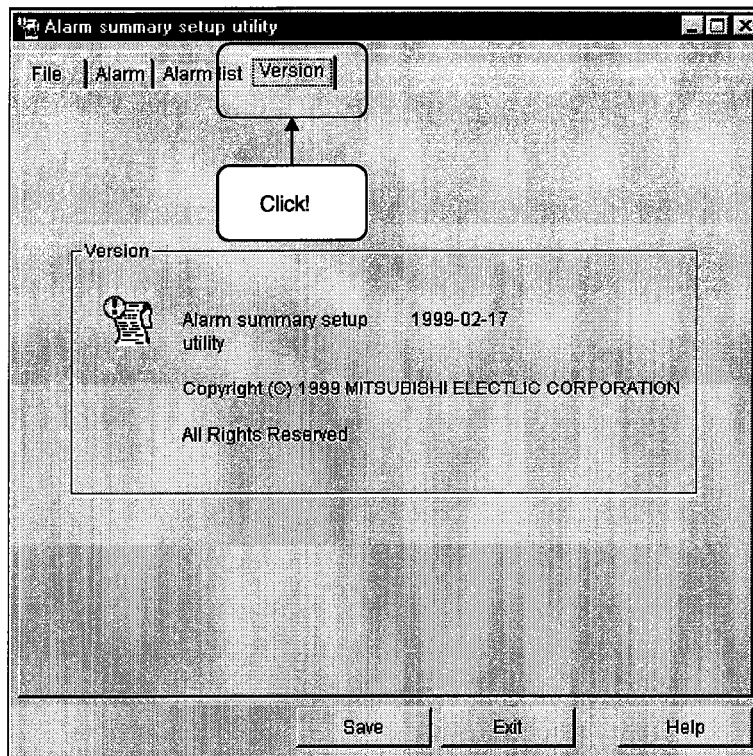 Alarm summary setup utility
File Alarm Alarm list Version
Click!
Version
Alarm summary setup 1999-02-17
utility
Copyright (C) 1999 MITSUBISHI ELECTLIC CORPORATION
All Rights Reserved
Save Exit Help